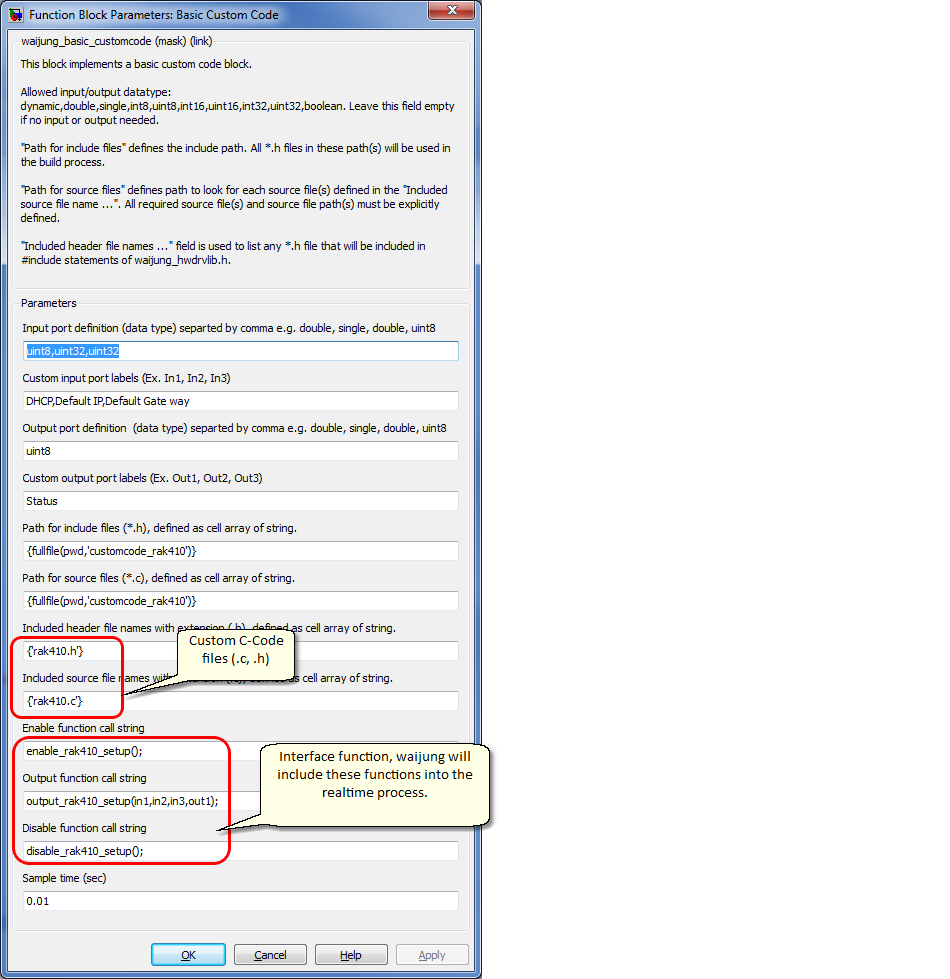 Function Block Parameters: Basic Custom Code
waijung_basic_customcode (mask) (link)
This block implements a basic custom code block.
Allowed input/output datatype:
dynamic,double,single,int8,uint8,int16,uint16,int32,uint32,boolean. Leave this field empty
if no input or output needed.
"Path for include files" defines the include path. All *.h files in these path(s) will be used in
the build process.
"Path for source files" defines path to look for each source file(s) defined in the "Included
source file name ...". All required source file(s) and source file path(s) must be explicitly
defined.
"Included header file names ..." field is used to list any *.h file that will be included in
#include statements of waijung_hwdrvlib.h.
Parameters
Input port definition (data type) separted by comma e.g. double, single, double, uint8
uint8,uint32,uint32
Custom input port labels (Ex. In1, In2, In3)
DHCP,Default IP,Default Gate way
Output port definition  (data type) separted by comma e.g. double, single, double, uint8
uint8
Custom output port labels (Ex. Out1, Out2, Out3)
Status
Path for include files (*.h), defined as cell array of string.
{fullfile(pwd,'customcode_rak410')}
Path for source files (*.c), defined as cell array of string.
{fullfile(pwd,'customcode_rak410')}
Included header file names with extension (.h), defined as cell array of string.
{'rak410.h'}
Custom C-Code
files (.c, .h)
Included source file names as cell array of string.
{'rak410.c'}
Enable function call string
enable_rak410_setup();
Output function call string
output_rak410_setup(in1,in2,in3,out1);
Interface function, waijung will
include these functions into the
realtime process.
Disable function call string
disable_rak410_setup();
Sample time (sec)
0.01
OK Cancel Help Apply